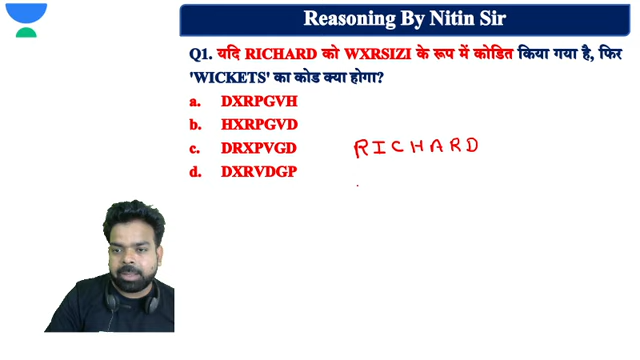 Reasoning By Nitin Sir
Q1. यदि RICHARD को WXRSIZI के रूप में कोडित किया गया है, फिर
'WICKETS' का कोड क्या होगा?
a. DXRPGVH
b. HXRPGVD
c. DRXPVGD
d. DXRVDGP
RICHARD